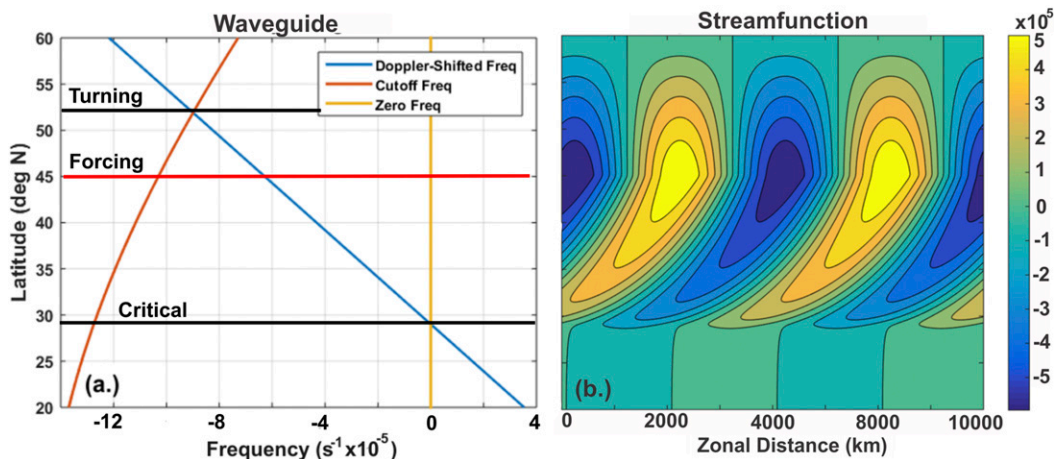 Waveguide
60
55
50
45
40
35
30
25
20
Latitude (deg N)
Doppler-Shifted Freq
Cutoff Freq
Zero Freq
Turning
Forcing
Critical
(a.)
-12
-8
-4
0
4
Frequency (s⁻¹ x10⁻⁵)
Streamfunction
(b.)
0
2000
4000
6000
8000
10000
Zonal Distance (km)
x10⁵
5
4
3
2
1
0
-1
-2
-3
-4
-5